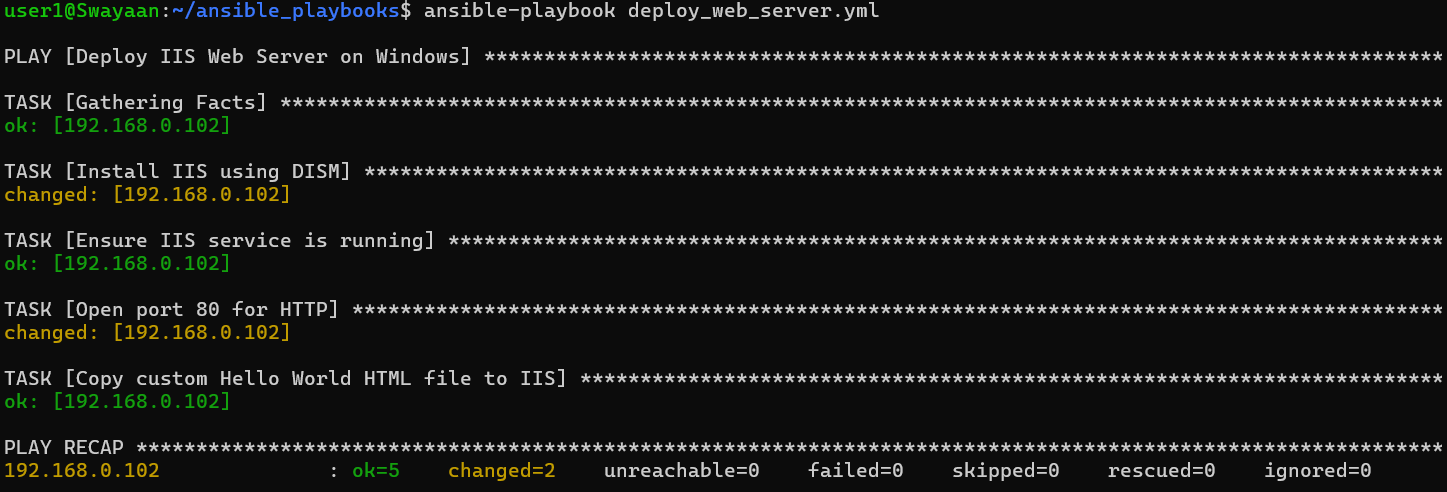 user1@Swayaan:~/ansible_playbooks$ ansible-playbook deploy_web_server.yml
PLAY [Deploy IIS Web Server on Windows] ********************************************************************************
TASK [Gathering Facts] *************************************************************************************************
ok: [192.168.0.102]
TASK [Install IIS using DISM] ******************************************************************************************
changed: [192.168.0.102]
TASK [Ensure IIS service is running] ***********************************************************************************
ok: [192.168.0.102]
TASK [Open port 80 for HTTP] *******************************************************************************************
changed: [192.168.0.102]
TASK [Copy custom Hello World HTML file to IIS] ************************************************************************
ok: [192.168.0.102]
PLAY RECAP *************************************************************************************************************
192.168.0.102              : ok=5    changed=2    unreachable=0    failed=0    skipped=0    rescued=0    ignored=0